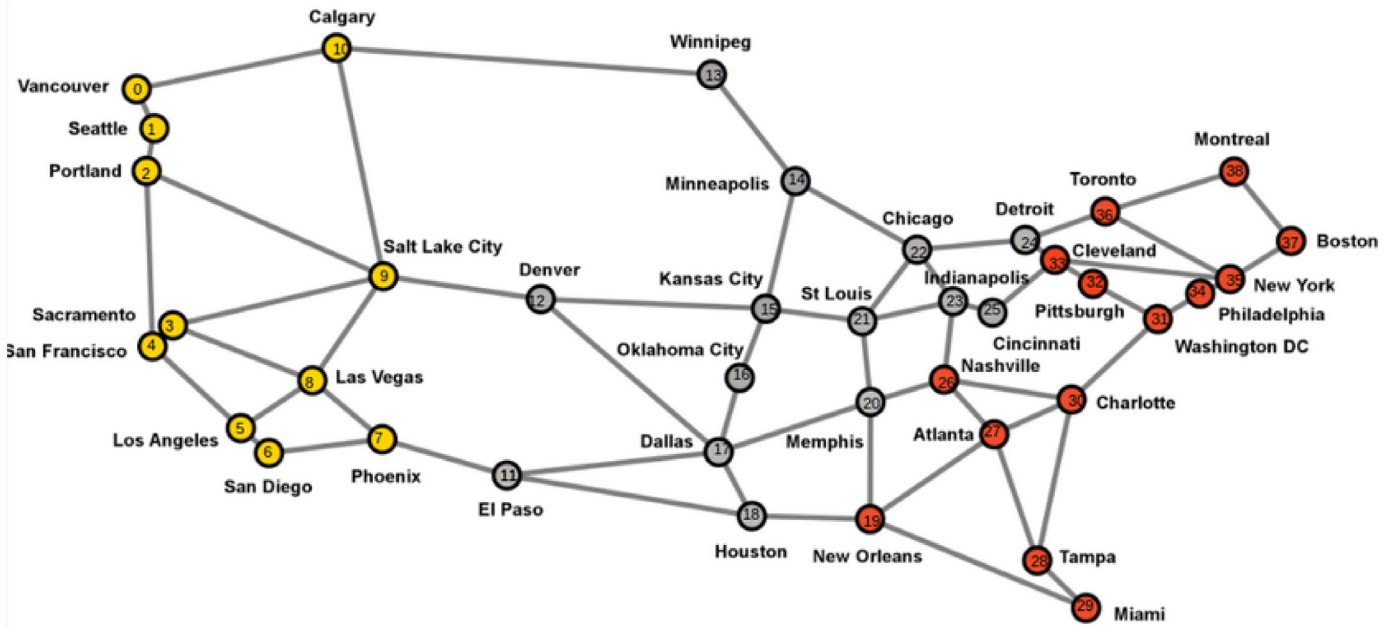 Calgary
10
Winnipeg
13
Vancouver
0
Seattle
1
Portland
2
Montreal
38
Minneapolis
14
Toronto
36
Chicago
22
Detroit
24
Boston
37
Salt Lake City
9
Cleveland
33
Denver
12
Kansas City
15
St Louis
21
Indianapolis
23
25
32
34
35
New York
Sacramento
3
Pittsburgh
31
Philadelphia
San Francisco
4
Oklahoma City
16
Cincinnati
Washington DC
8
Las Vegas
Nashville
26
20
30
Charlotte
Los Angeles
5
6
7
Dallas
17
Memphis
Atlanta
27
San Diego
Phoenix
11
El Paso
18
Houston
19
New Orleans
28
Tampa
29
Miami